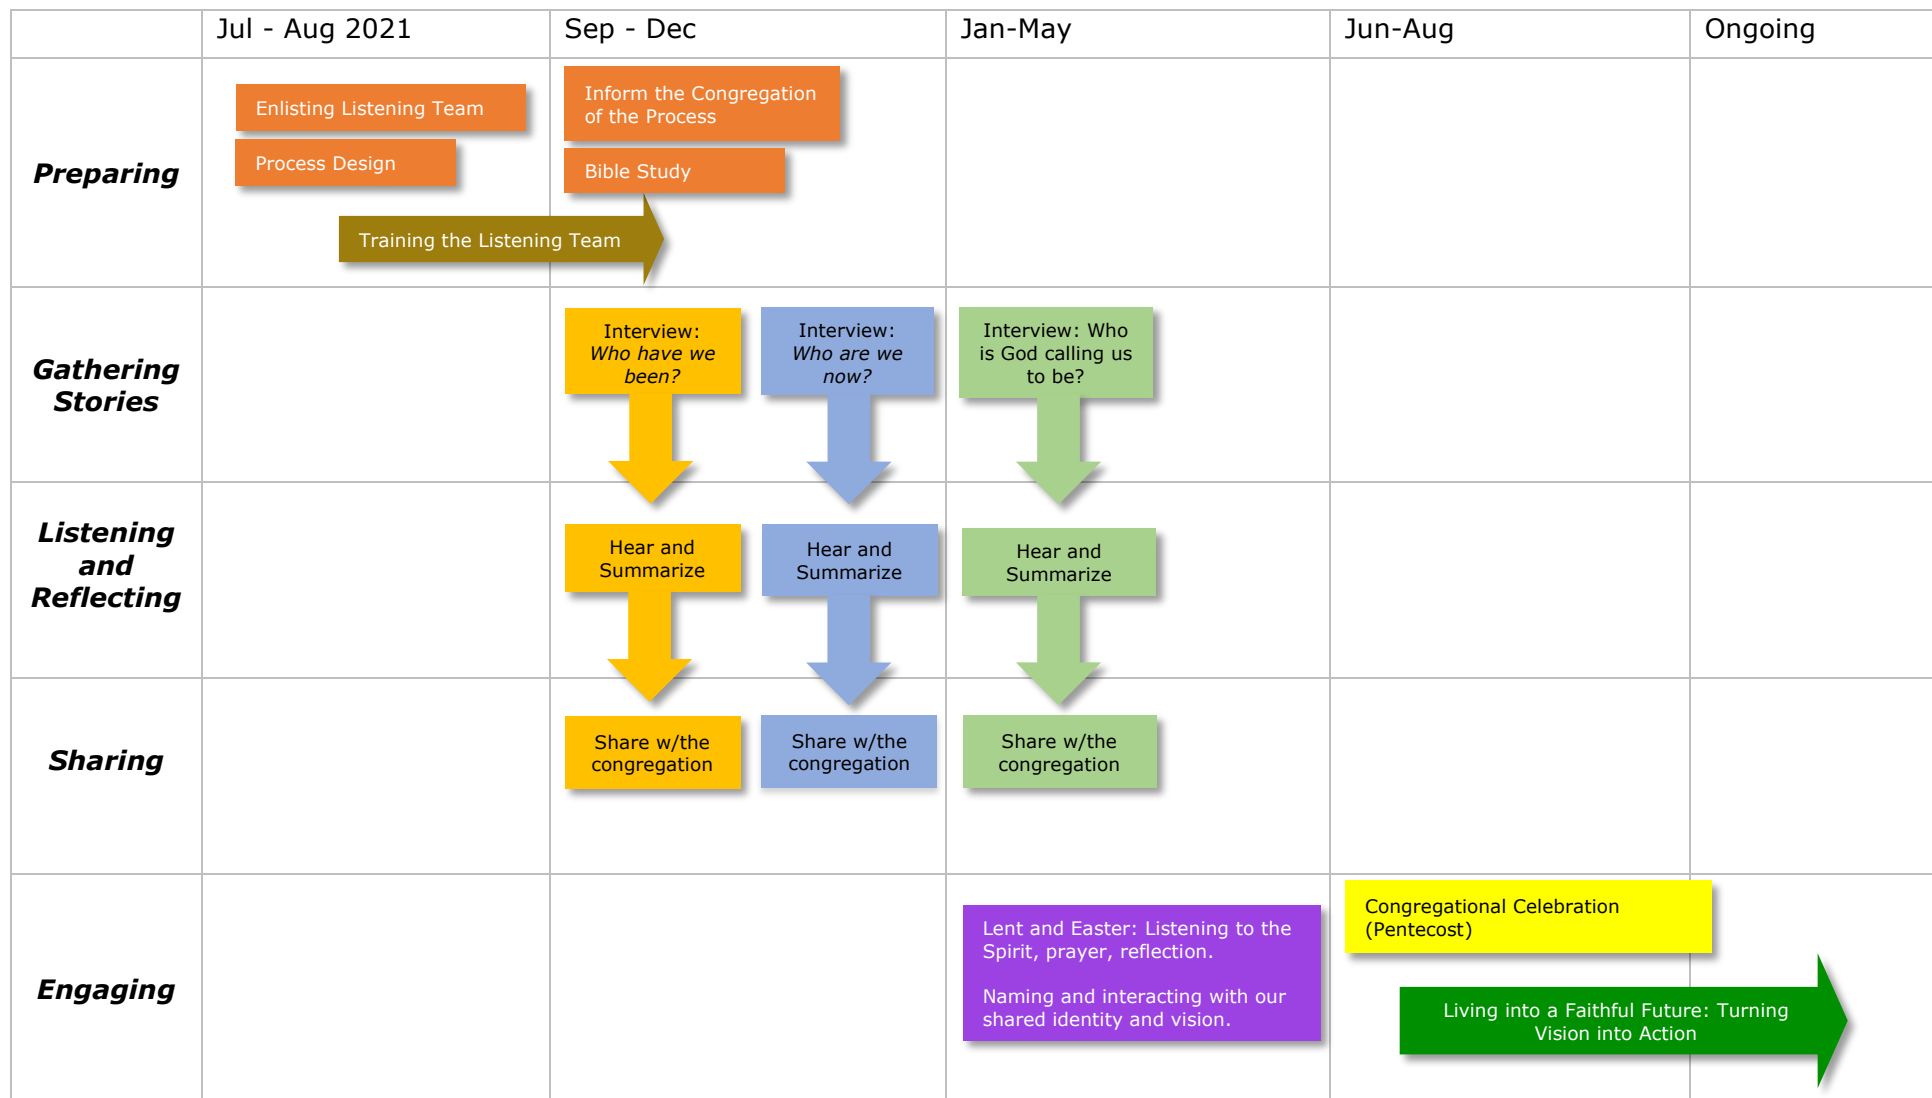 Jul - Aug 2021
Sep - Dec
Jan-May
Jun-Aug
Ongoing
Preparing
Enlisting Listening Team
Process Design
Inform the Congregation
of the Process
Bible Study
Training the Listening Team
Gathering
Stories
Interview:
Who have we
been?
Interview:
Who are we
now?
Interview: Who
is God calling us
to be?
Listening
and
Reflecting
Hear and
Summarize
Hear and
Summarize
Hear and
Summarize
Sharing
Share w/the
congregation
Share w/the
congregation
Share w/the
congregation
Engaging
Lent and Easter: Listening to the
Spirit, prayer, reflection.
Naming and interacting with our
shared identity and vision.
Congregational Celebration
(Pentecost)
Living into a Faithful Future: Turning
Vision into Action